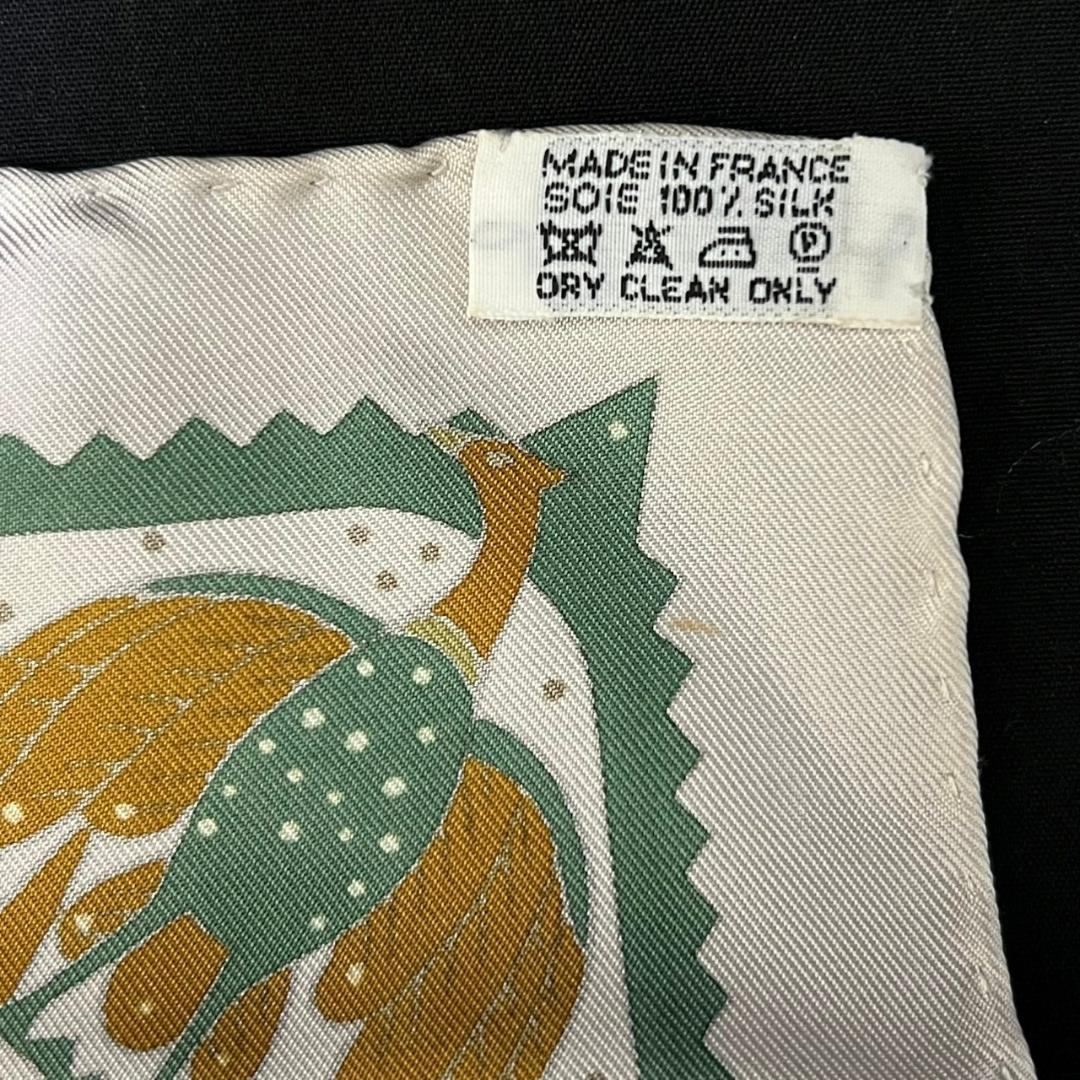 MADE IN FRANCE
SOIE 100% SILK
DRY CLEAN ONLY